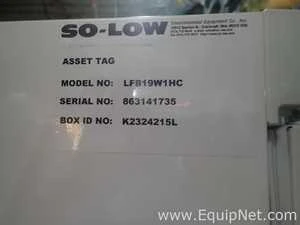 SO-LOW
Environmental Equipment Co., Inc.
ASSET TAG
MODEL NO: LFB19W1HC
SERIAL NO: 863141735
BOX ID NO: K2324215L
www.EquipNet.com